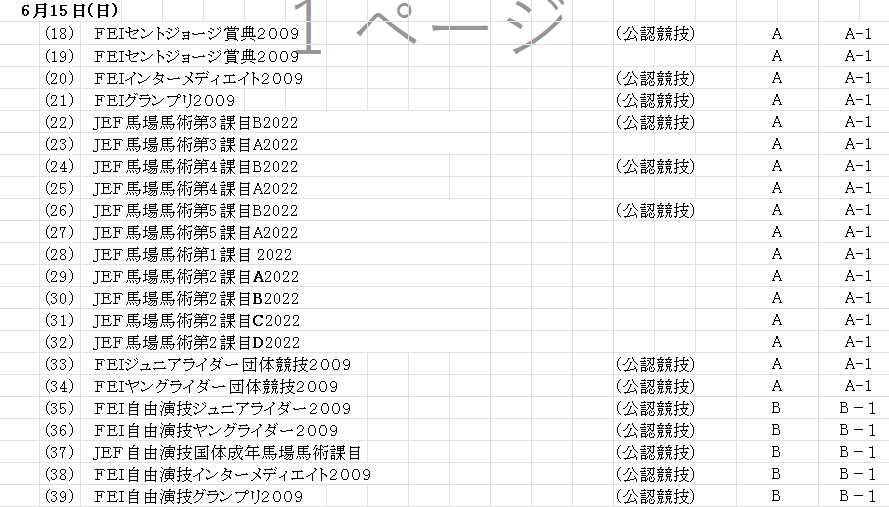 6月15日(日)
1 ページ
(18) ＦＥＩセントジョージ賞典２００９ (公認競技) Ａ Ａ-１
(19) ＦＥＩセントジョージ賞典２００９ Ａ Ａ-１
(20) ＦＥＩインターメディエイト２００９ (公認競技) Ａ Ａ-１
(21) ＦＥＩグランプリ２００９ (公認競技) Ａ Ａ-１
(22) JEF馬場馬術第３課目B2022 (公認競技) Ａ Ａ-１
(23) JEF馬場馬術第３課目A2022 Ａ Ａ-１
(24) JEF馬場馬術第４課目B2022 (公認競技) Ａ Ａ-１
(25) JEF馬場馬術第４課目A2022 Ａ Ａ-１
(26) JEF馬場馬術第５課目B2022 (公認競技) Ａ Ａ-１
(27) JEF馬場馬術第５課目A2022 Ａ Ａ-１
(28) JEF馬場馬術第１課目 2022 Ａ Ａ-１
(29) JEF馬場馬術第２課目A2022 Ａ Ａ-１
(30) JEF馬場馬術第２課目B2022 Ａ Ａ-１
(31) JEF馬場馬術第２課目C2022 Ａ Ａ-１
(32) JEF馬場馬術第２課目D2022 Ａ Ａ-１
(33) ＦＥＩジュニアライダー団体競技２００９ (公認競技) Ａ Ａ-１
(34) ＦＥＩヤングライダー団体競技２００９ (公認競技) Ａ Ａ-１
(35) ＦＥＩ自由演技ジュニアライダー２００９ (公認競技) Ｂ Ｂ－１
(36) ＦＥＩ自由演技ヤングライダー２００９ (公認競技) Ｂ Ｂ－１
(37) JEF自由演技国体成年馬場馬術課目 (公認競技) Ｂ Ｂ－１
(38) ＦＥＩ自由演技インターメディエイト２００９ (公認競技) Ｂ Ｂ－１
(39) ＦＥＩ自由演技グランプリ２００９ (公認競技) Ｂ Ｂ－１